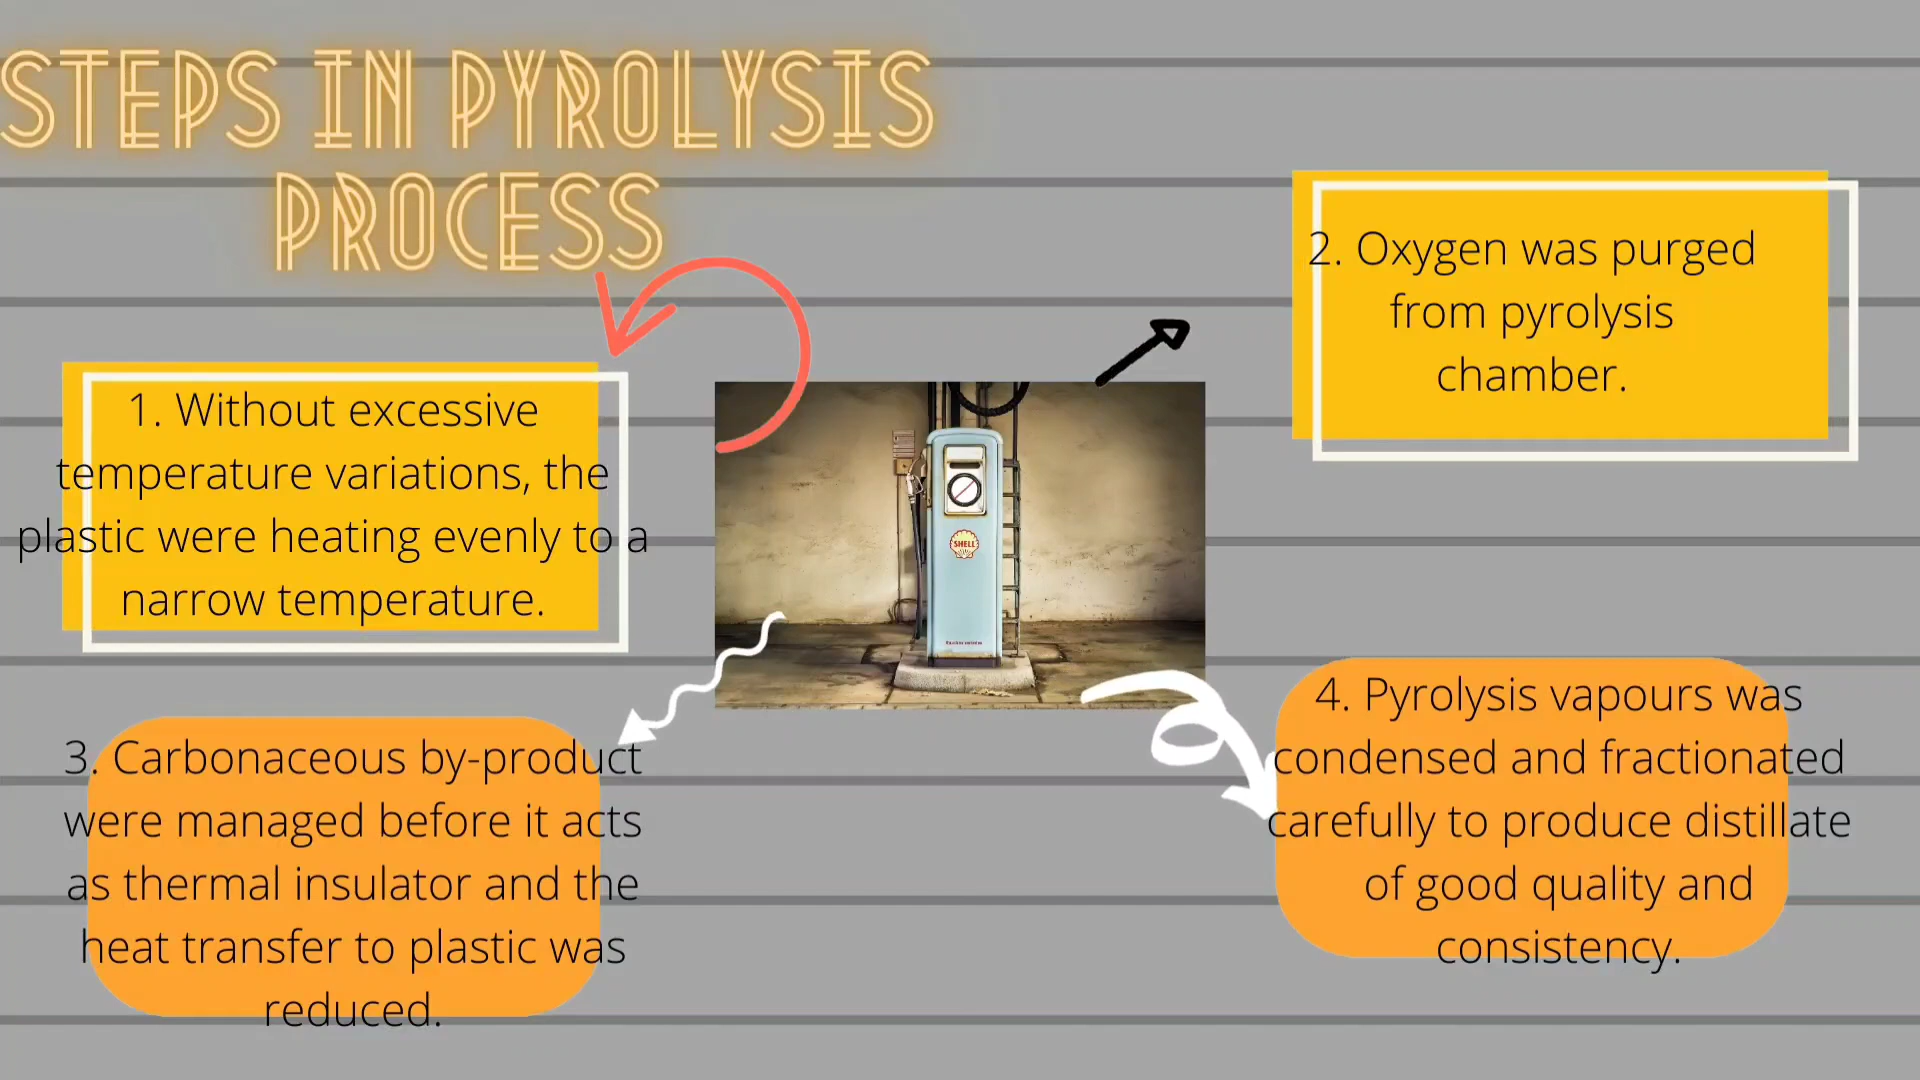 STEPS IN PYROLYSIS
PROCESS
1. Without excessive
temperature variations, the
plastic were heating evenly to a
narrow temperature.
2. Oxygen was purged
from pyrolysis
chamber.
SHELL
3. Carbonaceous by-product
were managed before it acts
as thermal insulator and the
heat transfer to plastic was
reduced.
4. Pyrolysis vapours was
condensed and fractionated
carefully to produce distillate
of good quality and
consistency.